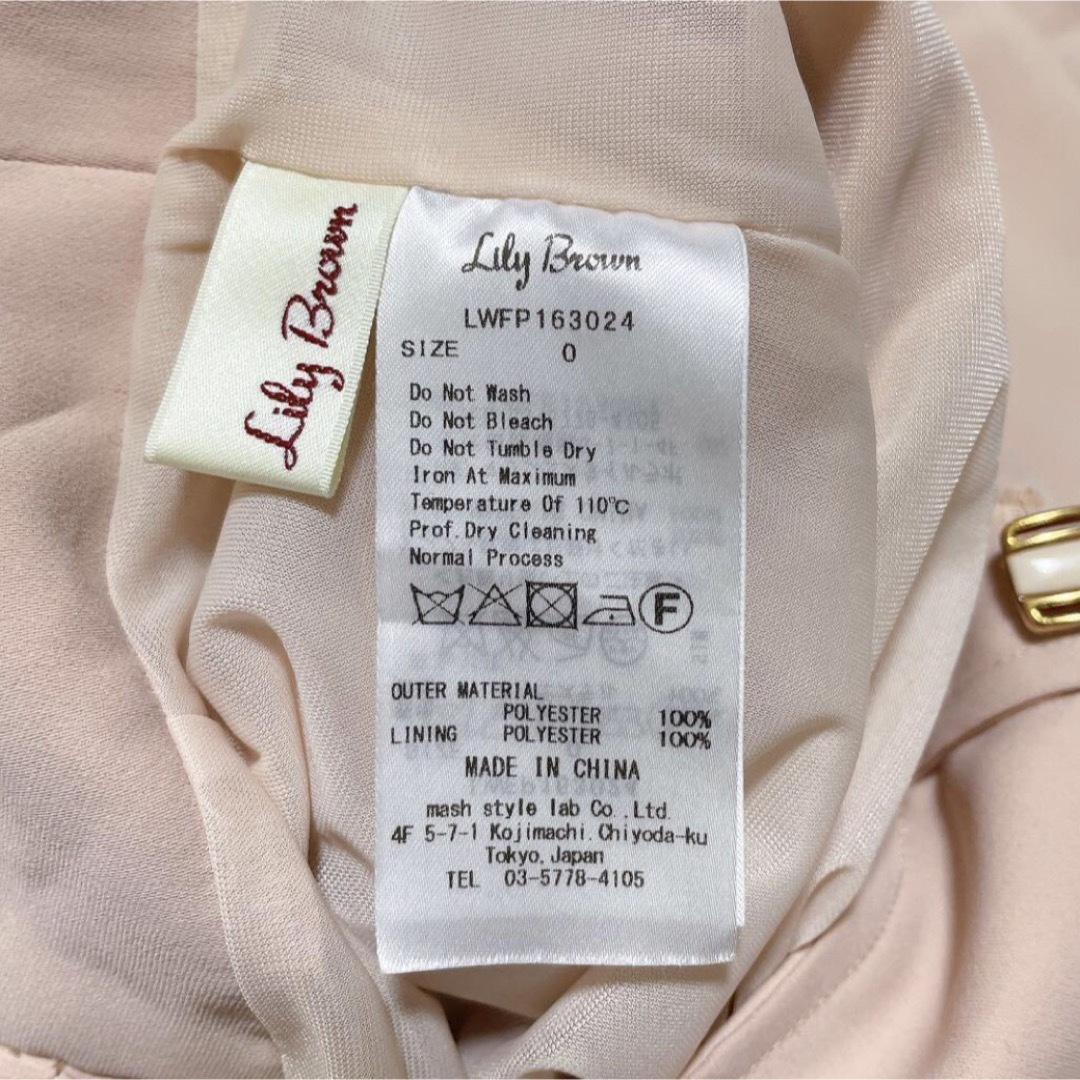 Lily Brown
Lily Brown
LWFP163024
SIZE 0
Do Not Wash
Do Not Bleach
Do Not Tumble Dry
Iron At Maximum
Temperature Of 110℃
Prof.Dry Cleaning
Normal Process
F
OUTER MATERIAL
POLYESTER 100%
LINING POLYESTER 100%
MADE IN CHINA
mash style lab Co.,Ltd.
4F 5-7-1 Kojimachi.Chiyoda-ku
Tokyo,Japan
TEL 03-5778-4105